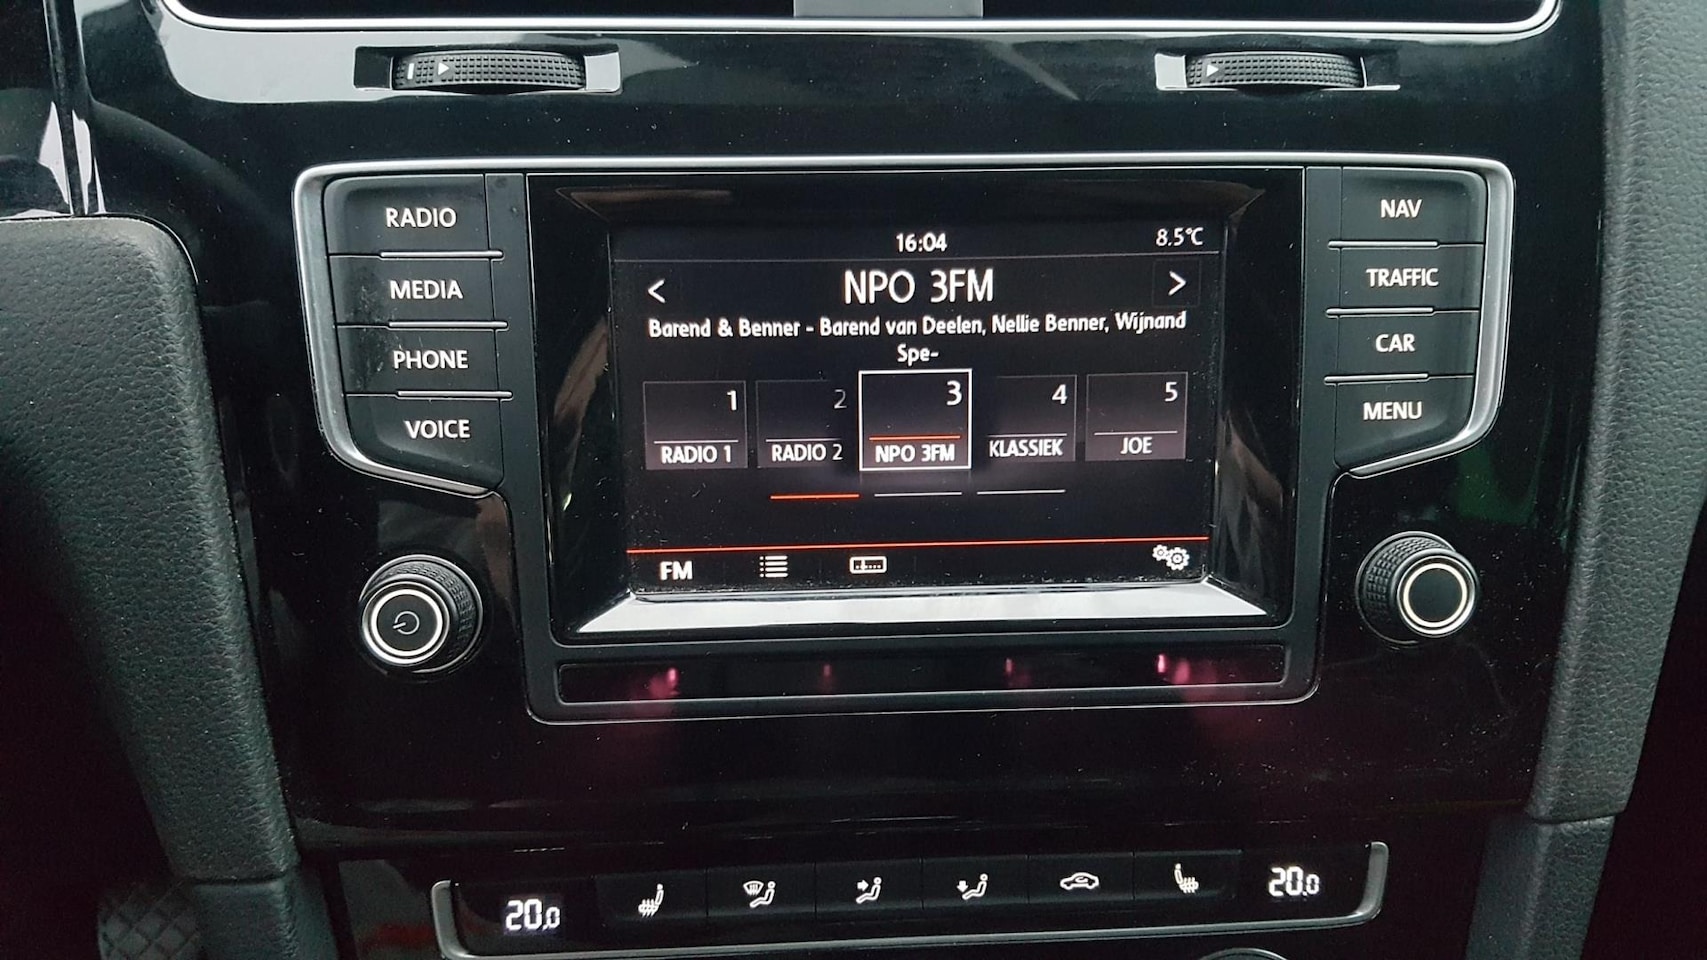 RADIO
MEDIA
PHONE
VOICE
16:04
8.5°C
< NPO 3FM >
Barend & Benner - Barend van Deelen, Nellie Benner, Wijnand
Spe-
1 2 3 4 5
RADIO 1 RADIO 2 NPO 3FM KLASSIEK JOE
FM
NAV
TRAFFIC
CAR
MENU
20,0 20,0